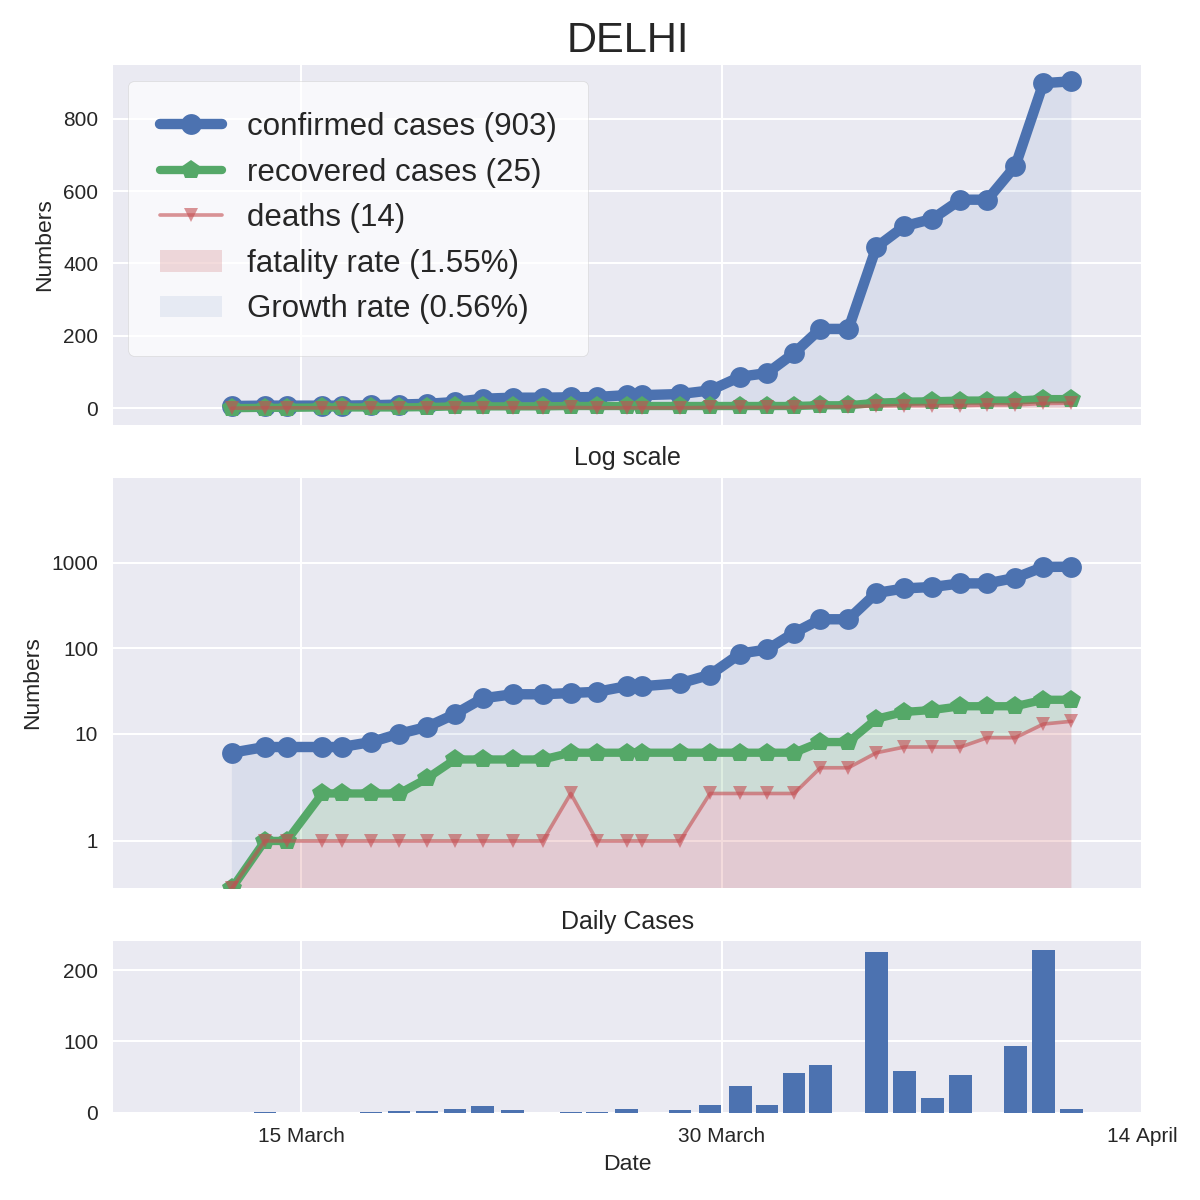 DELHI
800
600
400
200
0
Numbers
confirmed cases (903)
recovered cases (25)
deaths (14)
fatality rate (1.55%)
Growth rate (0.56%)
Log scale
1000
100
10
1
Numbers
Daily Cases
200
100
0
15 March
30 March
14 April
Date